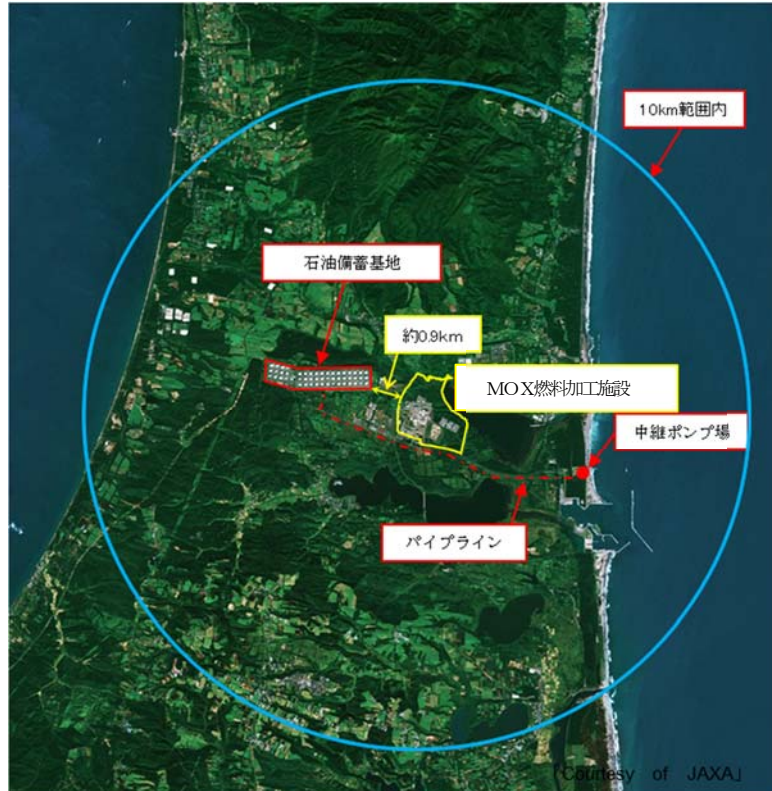 10km範囲内
石油備蓄基地
約0.9km
MOX燃料加工施設
中継ポンプ場
パイプライン
「Courtesy of JAXA」